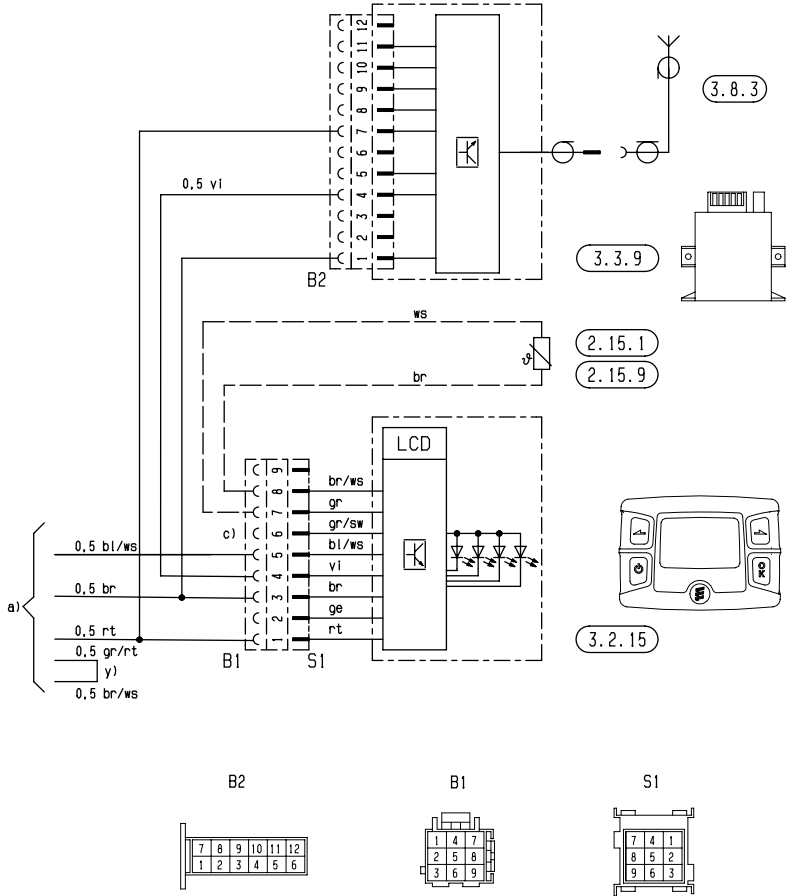 12
11
10
9
8
7
6
5
4
3
2
1
3.8.3
0,5 vi
3.3.9
B2
ws
2.15.1
ϑ
br
2.15.9
LCD
9
8
7
6
5
4
3
2
1
br/ws
gr
c)
gr/sw
bl/ws
vi
br
ge
rt
OK
0,5 bl/ws
0,5 br
a)
0,5 rt
0,5 gr/rt
y)
0,5 br/ws
B1
S1
3.2.15
B2
B1
S1
7 8 9 10 11 12
1 2 3 4 5 6
1 4 7
2 5 8
3 6 9
7 4 1
8 5 2
9 6 3